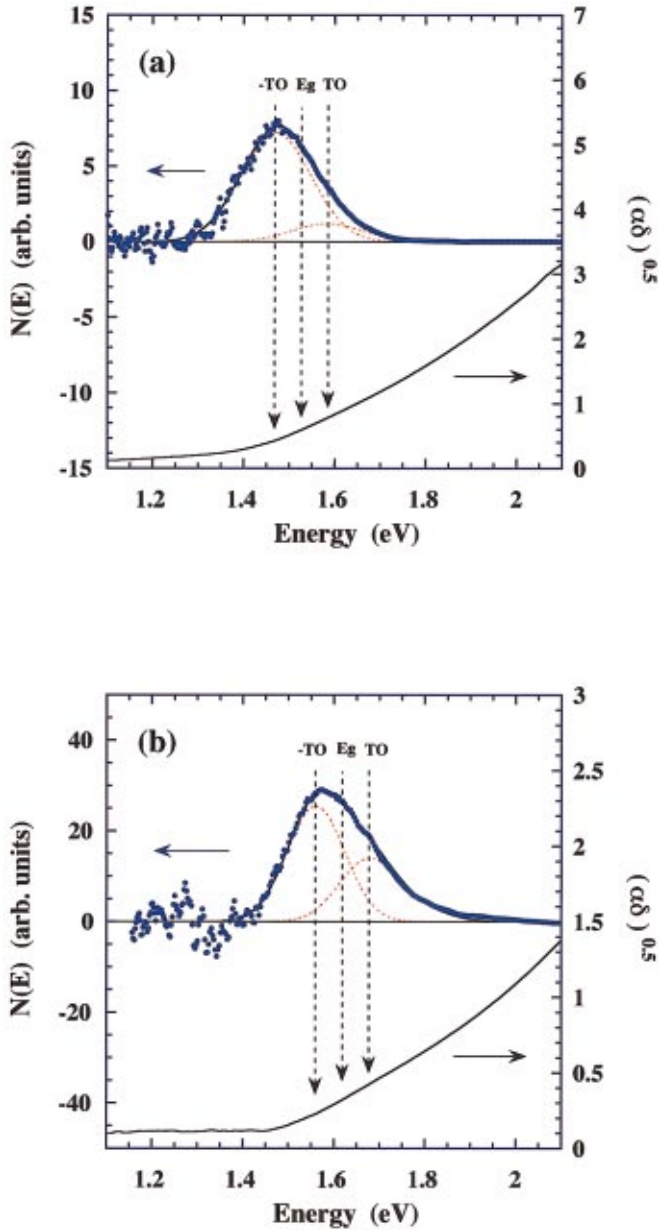 (a)
-TO Eg TO
N(E) (arb. units)
15
10
5
0
-5
-10
-15
7
6
5
4
3
2
1
0
(αδ)^0.5
1.2 1.4 1.6 1.8 2
Energy (eV)
(b)
-TO Eg TO
N(E) (arb. units)
40
20
0
-20
-40
3
2.5
2
1.5
1
0.5
0
(αδ)^0.5
1.2 1.4 1.6 1.8 2
Energy (eV)